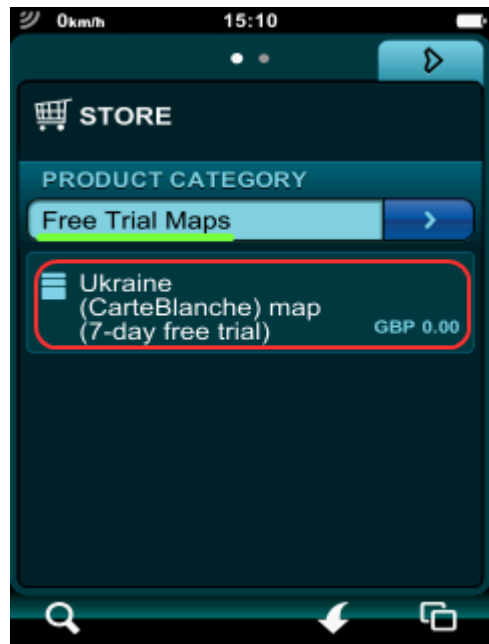 0km/h 15:10
STORE
PRODUCT CATEGORY
Free Trial Maps
Ukraine
(CarteBlanche) map
(7-day free trial) GBP 0.00